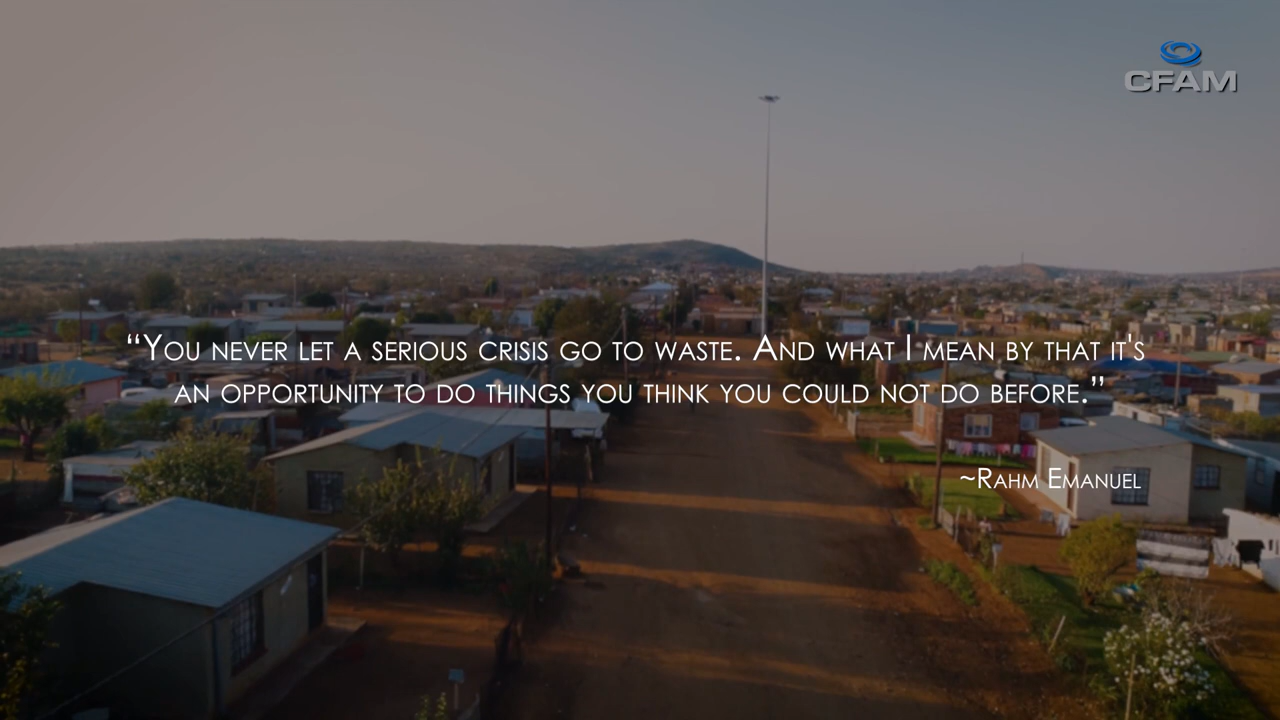 CFAM
“You never let a serious crisis go to waste. And what I mean by that it's
an opportunity to do things you think you could not do before.”
~Rahm Emanuel